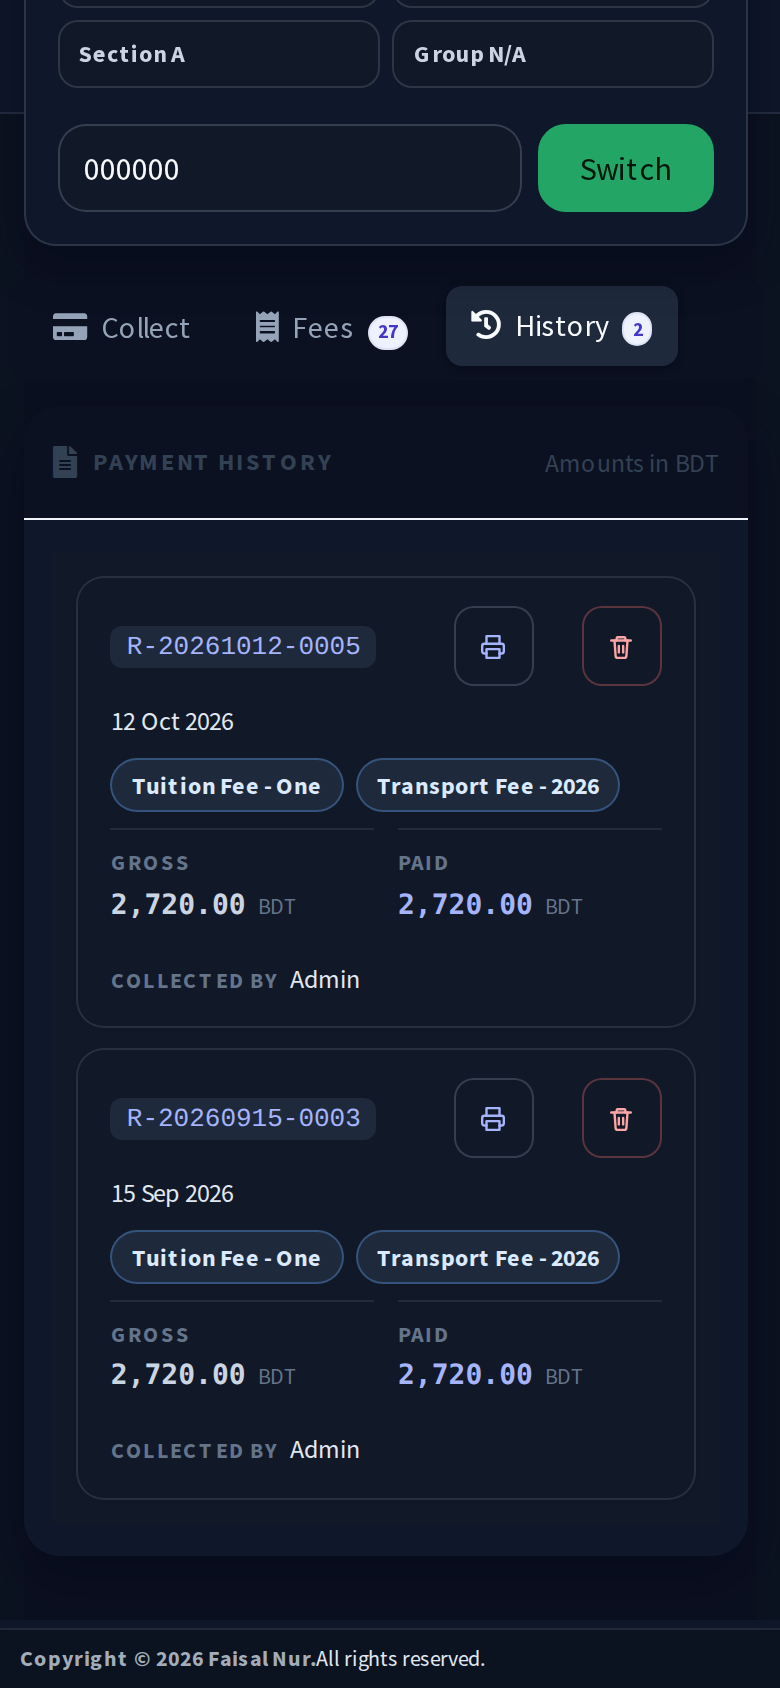 Section A
Group N/A
000000
Switch
Collect
Fees 27
History 2
PAYMENT HISTORY
Amounts in BDT
R-20261012-0005
12 Oct 2026
Tuition Fee - One
Transport Fee - 2026
GROSS
PAID
2,720.00 BDT
2,720.00 BDT
COLLECTED BY Admin
R-20260915-0003
15 Sep 2026
Tuition Fee - One
Transport Fee - 2026
GROSS
PAID
2,720.00 BDT
2,720.00 BDT
COLLECTED BY Admin
Copyright © 2026 Faisal Nur.All rights reserved.